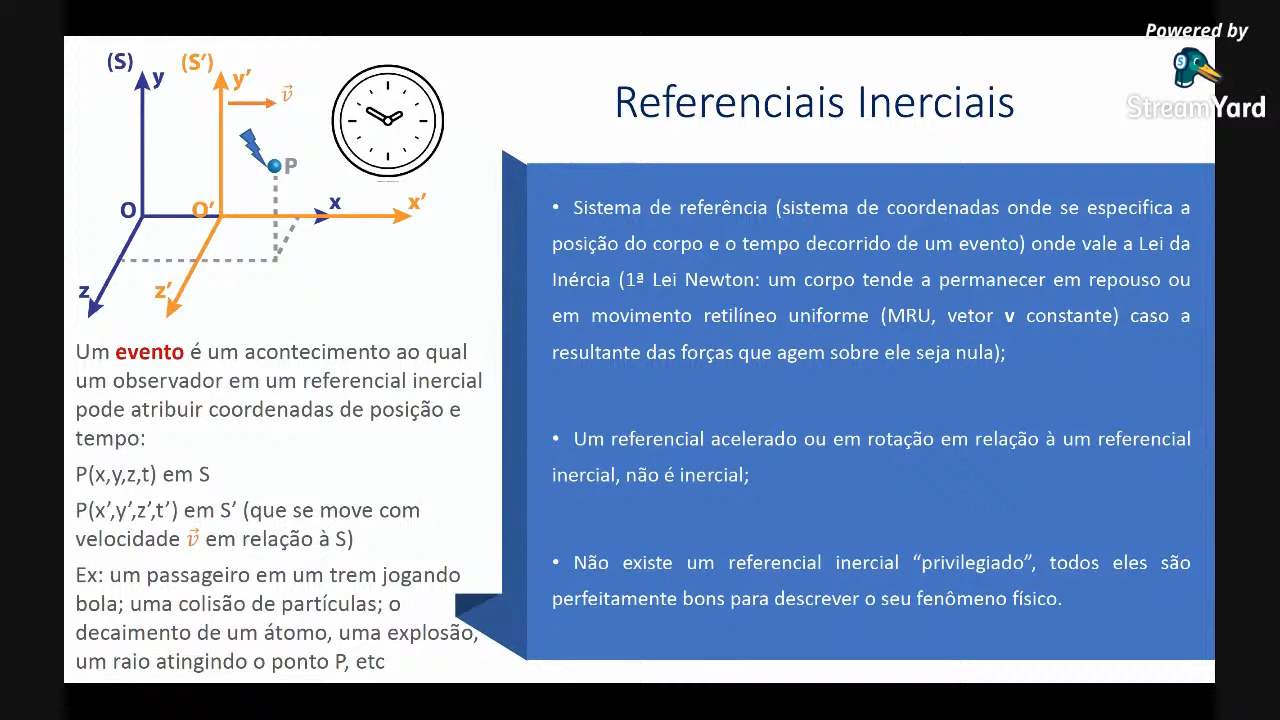 Powered by
StreamYard
Referenciais Inerciais
(S)
(S')
y
y'
v⃗
P
O
O'
x
x'
z
z'
Um evento é um acontecimento ao qual
um observador em um referencial inercial
pode atribuir coordenadas de posição e
tempo:
P(x,y,z,t) em S
P(x’,y’,z’,t’) em S’ (que se move com
velocidade v⃗ em relação à S)
Ex: um passageiro em um trem jogando
bola; uma colisão de partículas; o
decaimento de um átomo, uma explosão,
um raio atingindo o ponto P, etc
• Sistema de referência (sistema de coordenadas onde se especifica a
posição do corpo e o tempo decorrido de um evento) onde vale a Lei da
Inércia (1ª Lei Newton: um corpo tende a permanecer em repouso ou
em movimento retilíneo uniforme (MRU, vetor v constante) caso a
resultante das forças que agem sobre ele seja nula);
• Um referencial acelerado ou em rotação em relação à um referencial
inercial, não é inercial;
• Não existe um referencial inercial “privilegiado”, todos eles são
perfeitamente bons para descrever o seu fenômeno físico.